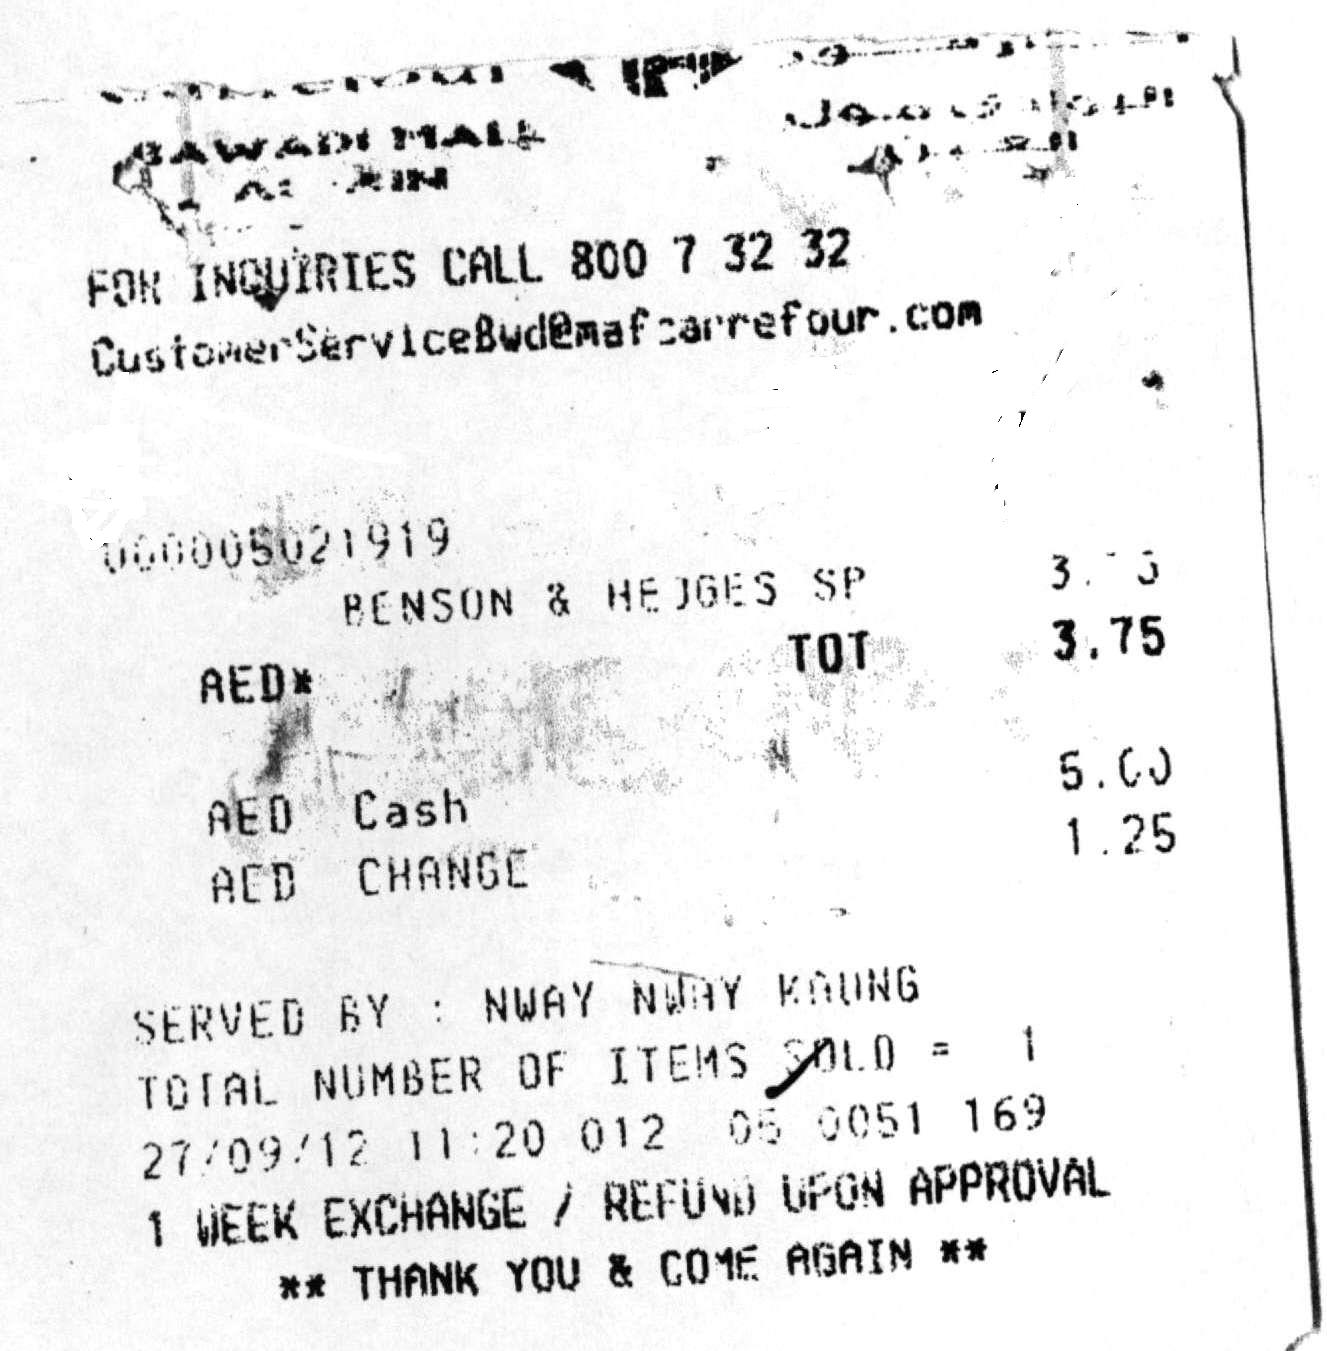 BAWADI MALL
FOR INQUIRIES CALL 800 7 32 32
CustomerServiceBwd@mafcarrefour.com
000005021919
BENSON & HEDGES SP
AED* TOT 3.75
AED Cash 5.00
AED CHANGE 1.25
SERVED BY : NWAY NWAY KAUNG
TOTAL NUMBER OF ITEMS SOLD = 1
27/09/12 11:20 012 05 0051 169
1 WEEK EXCHANGE / REFUND UPON APPROVAL
** THANK YOU & COME AGAIN **